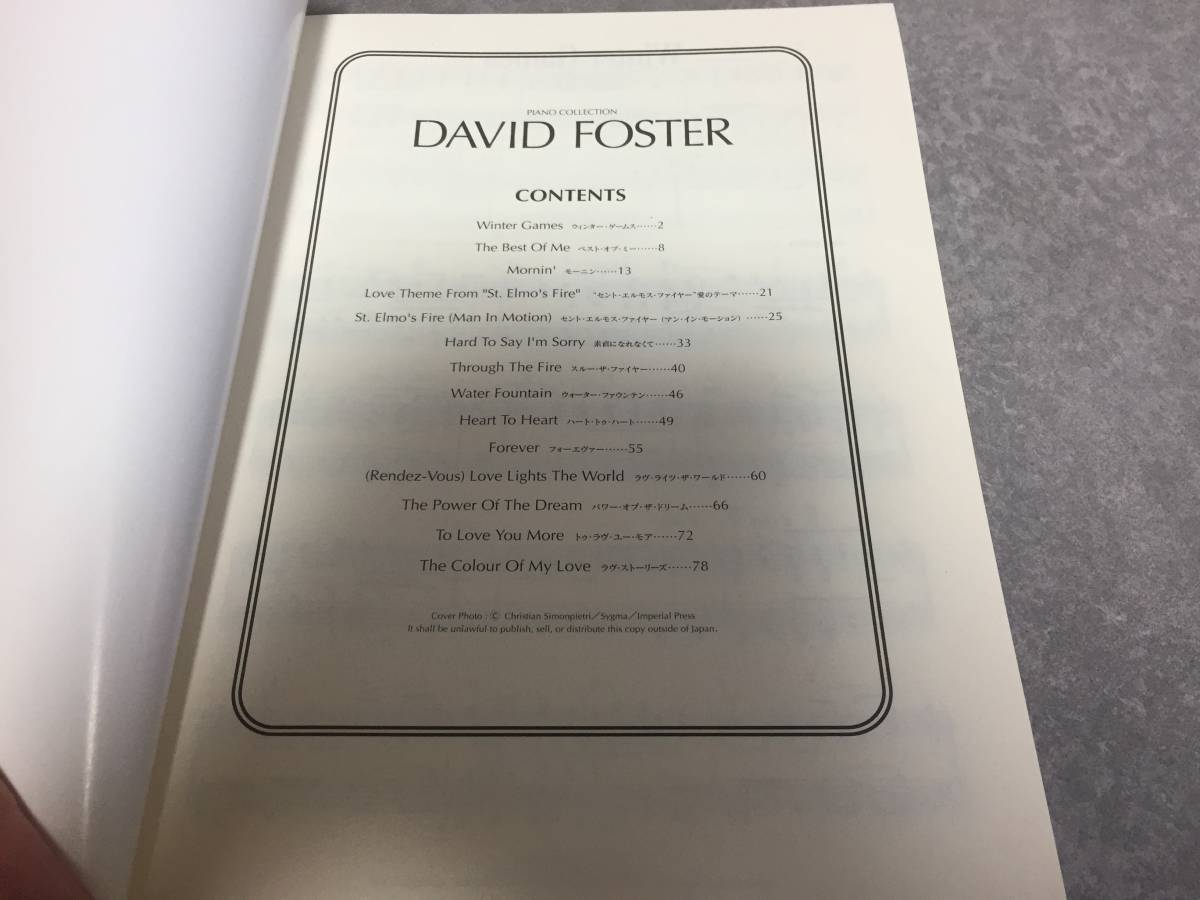 PIANO COLLECTION
DAVID FOSTER
CONTENTS
Winter Games ウィンター・ゲームス……2
The Best Of Me ベスト・オブ・ミー……8
Mornin' モーニン……13
Love Theme From "St. Elmo's Fire" "セント・エルモス・ファイヤー"愛のテーマ……21
St. Elmo's Fire (Man In Motion) セント・エルモス・ファイヤー (マン・イン・モーション) ……25
Hard To Say I'm Sorry 素直になれなくて……33
Through The Fire スルー・ザ・ファイヤー……40
Water Fountain ウォーター・ファウンテン……46
Heart To Heart ハート・トゥ・ハート……49
Forever フォーエヴァー……55
(Rendez-Vous) Love Lights The World ラヴ・ライツ・ザ・ワールド……60
The Power Of The Dream パワー・オブ・ザ・ドリーム……66
To Love You More トゥ・ラヴ・ユー・モア……72
The Colour Of My Love ラヴ・ストーリーズ……78
Cover Photo : © Christian Simonpietri／Sygma／Imperial Press
It shall be unlawful to publish, sell, or distribute this copy outside of Japan.